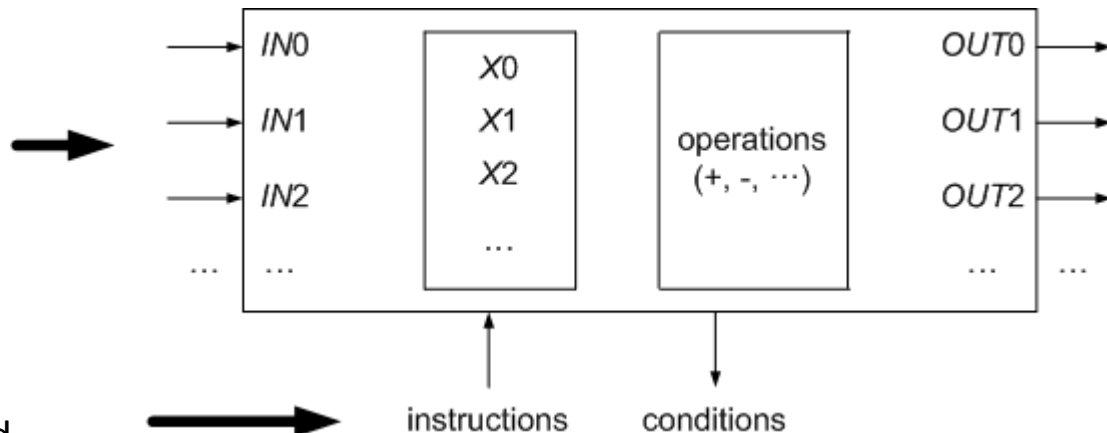 IN0 X0 OUT0
IN1 X1 operations OUT1
X2 (+, -, ···)
IN2 OUT2
... ... ... ... ...
instructions conditions